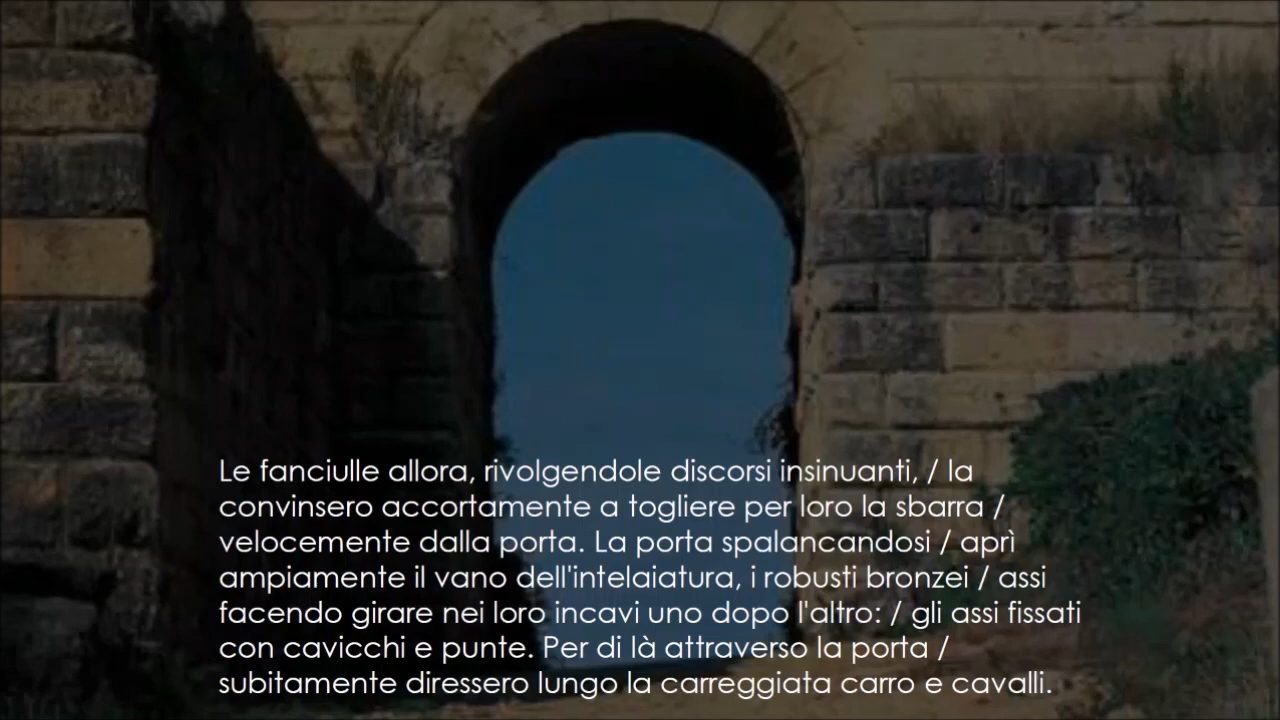 Le fanciulle allora, rivolgendole discorsi insinuanti, / la
convinsero accortamente a togliere per loro la sbarra /
velocemente dalla porta. La porta spalancandosi / aprì
ampiamente il vano dell'intelaiatura, i robusti bronzei / assi
facendo girare nei loro incavi uno dopo l'altro: / gli assi fissati
con cavicchi e punte. Per di là attraverso la porta /
subitamente diressero lungo la carreggiata carro e cavalli.